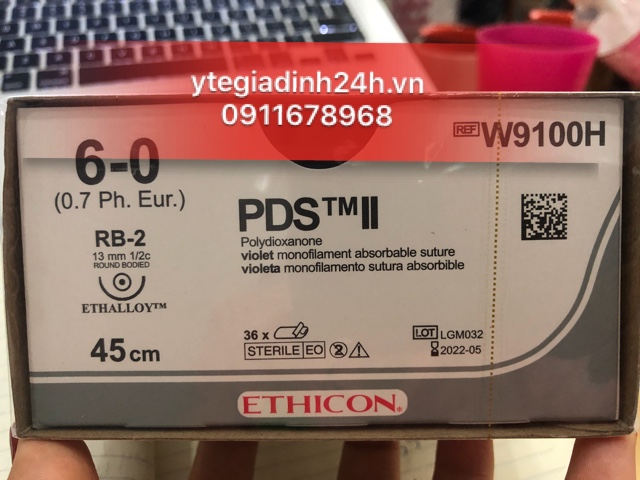 ytegiadinh24h.vn
0911678968
REF W9100H
6-0
(0.7 Ph. Eur.)
RB-2
13 mm 1/2c
ROUND BODIED
ETHALLOY™
45cm
PDS™II
Polydioxanone
violet monofilament absorbable suture
violeta monofilamento sutura absorbible
36 x
STERILE EO 2
LOT LGM032
2022-05
ETHICON®